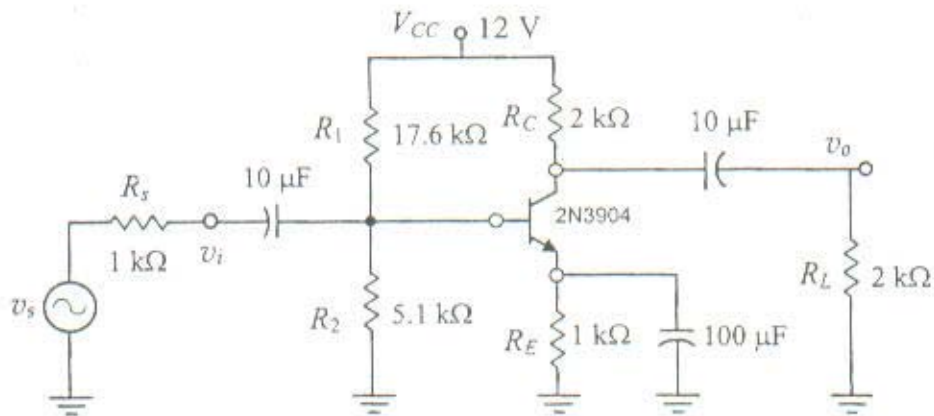 V_CC 12 V
R_1 17.6 kΩ
R_C 2 kΩ
10 μF
v_o
R_s
1 kΩ
v_i
10 μF
2N3904
v_s
R_2 5.1 kΩ
R_E 1 kΩ
100 μF
R_L 2 kΩ